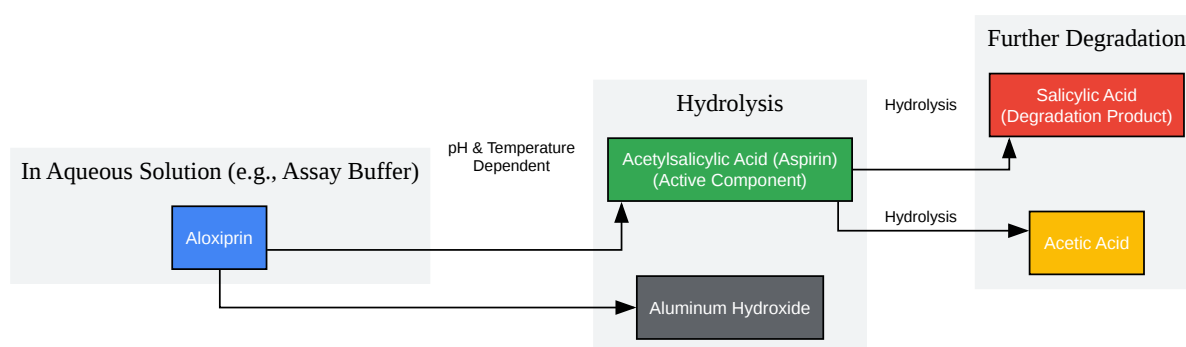 In Aqueous Solution (e.g., Assay Buffer)
Aloxiprin
pH & Temperature
Dependent
Hydrolysis
Acetylsalicylic Acid (Aspirin)
(Active Component)
Aluminum Hydroxide
Hydrolysis
Hydrolysis
Further Degradation
Salicylic Acid
(Degradation Product)
Acetic Acid